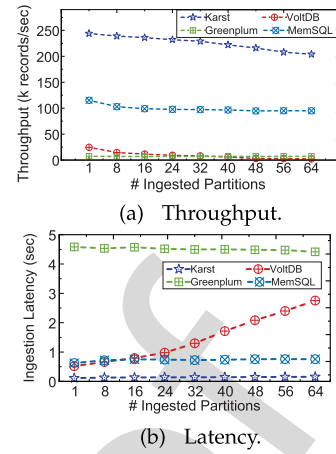 Throughput (k records/sec)
250
200
150
100
50
0
Karst
VoltDB
Greenplum
MemSQL
1 8 16 24 32 40 48 56 64
# Ingested Partitions
(a) Throughput.
Ingestion Latency (sec)
5
4
3
2
1
0
Karst
VoltDB
Greenplum
MemSQL
1 8 16 24 32 40 48 56 64
# Ingested Partitions
(b) Latency.